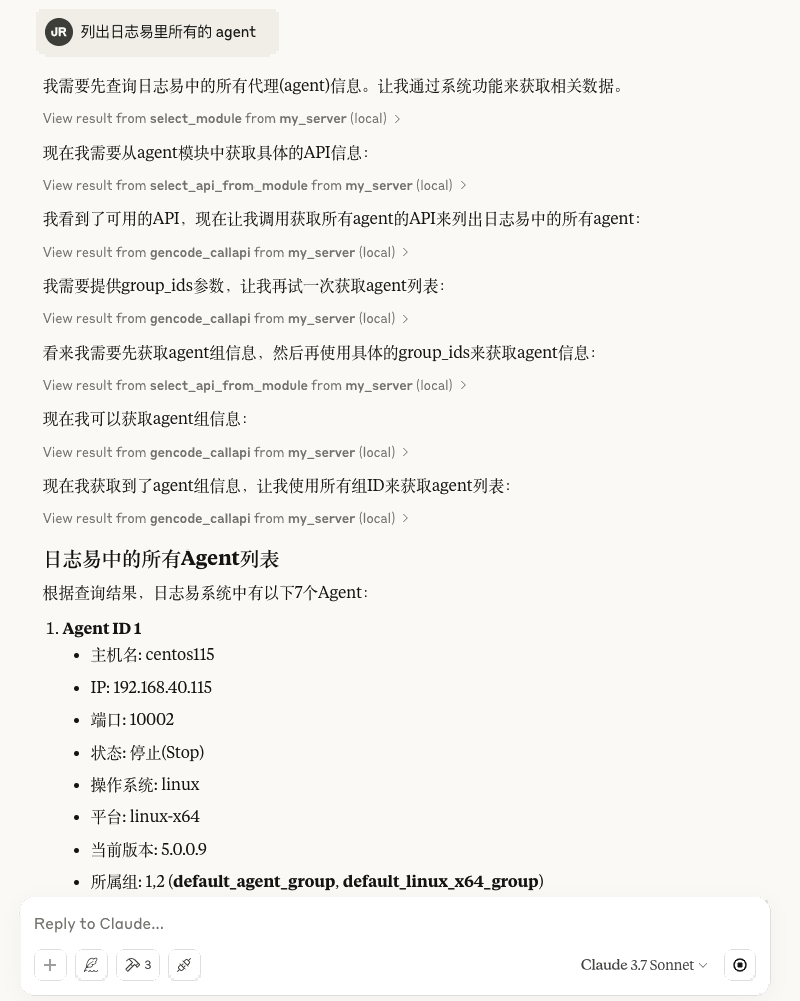 JR 列出日志易里所有的 agent
我需要先查询日志易中的所有代理(agent)信息。让我通过系统功能来获取相关数据。
View result from select_module from my_server (local)
现在我需要从agent模块中获取具体的API信息：
View result from select_api_from_module from my_server (local)
我看到了可用的API，现在让我调用获取所有agent的API来列出日志易中的所有agent：
View result from gencode_callapi from my_server (local)
我需要提供group_ids参数，让我再试一次获取agent列表：
View result from gencode_callapi from my_server (local)
看来我需要先获取agent组信息，然后再使用具体的group_ids来获取agent信息：
View result from select_api_from_module from my_server (local)
现在我可以获取agent组信息：
View result from gencode_callapi from my_server (local)
现在我获取到了agent组信息，让我使用所有组ID来获取agent列表：
View result from gencode_callapi from my_server (local)
日志易中的所有Agent列表
根据查询结果，日志易系统中有以下7个Agent：
1. Agent ID 1
• 主机名: centos115
• IP: 192.168.40.115
• 端口: 10002
• 状态: 停止(Stop)
• 操作系统: linux
• 平台: linux-x64
• 当前版本: 5.0.0.9
• 所属组: 1,2 (default_agent_group, default_linux_x64_group)
Reply to Claude...
3 Claude 3.7 Sonnet